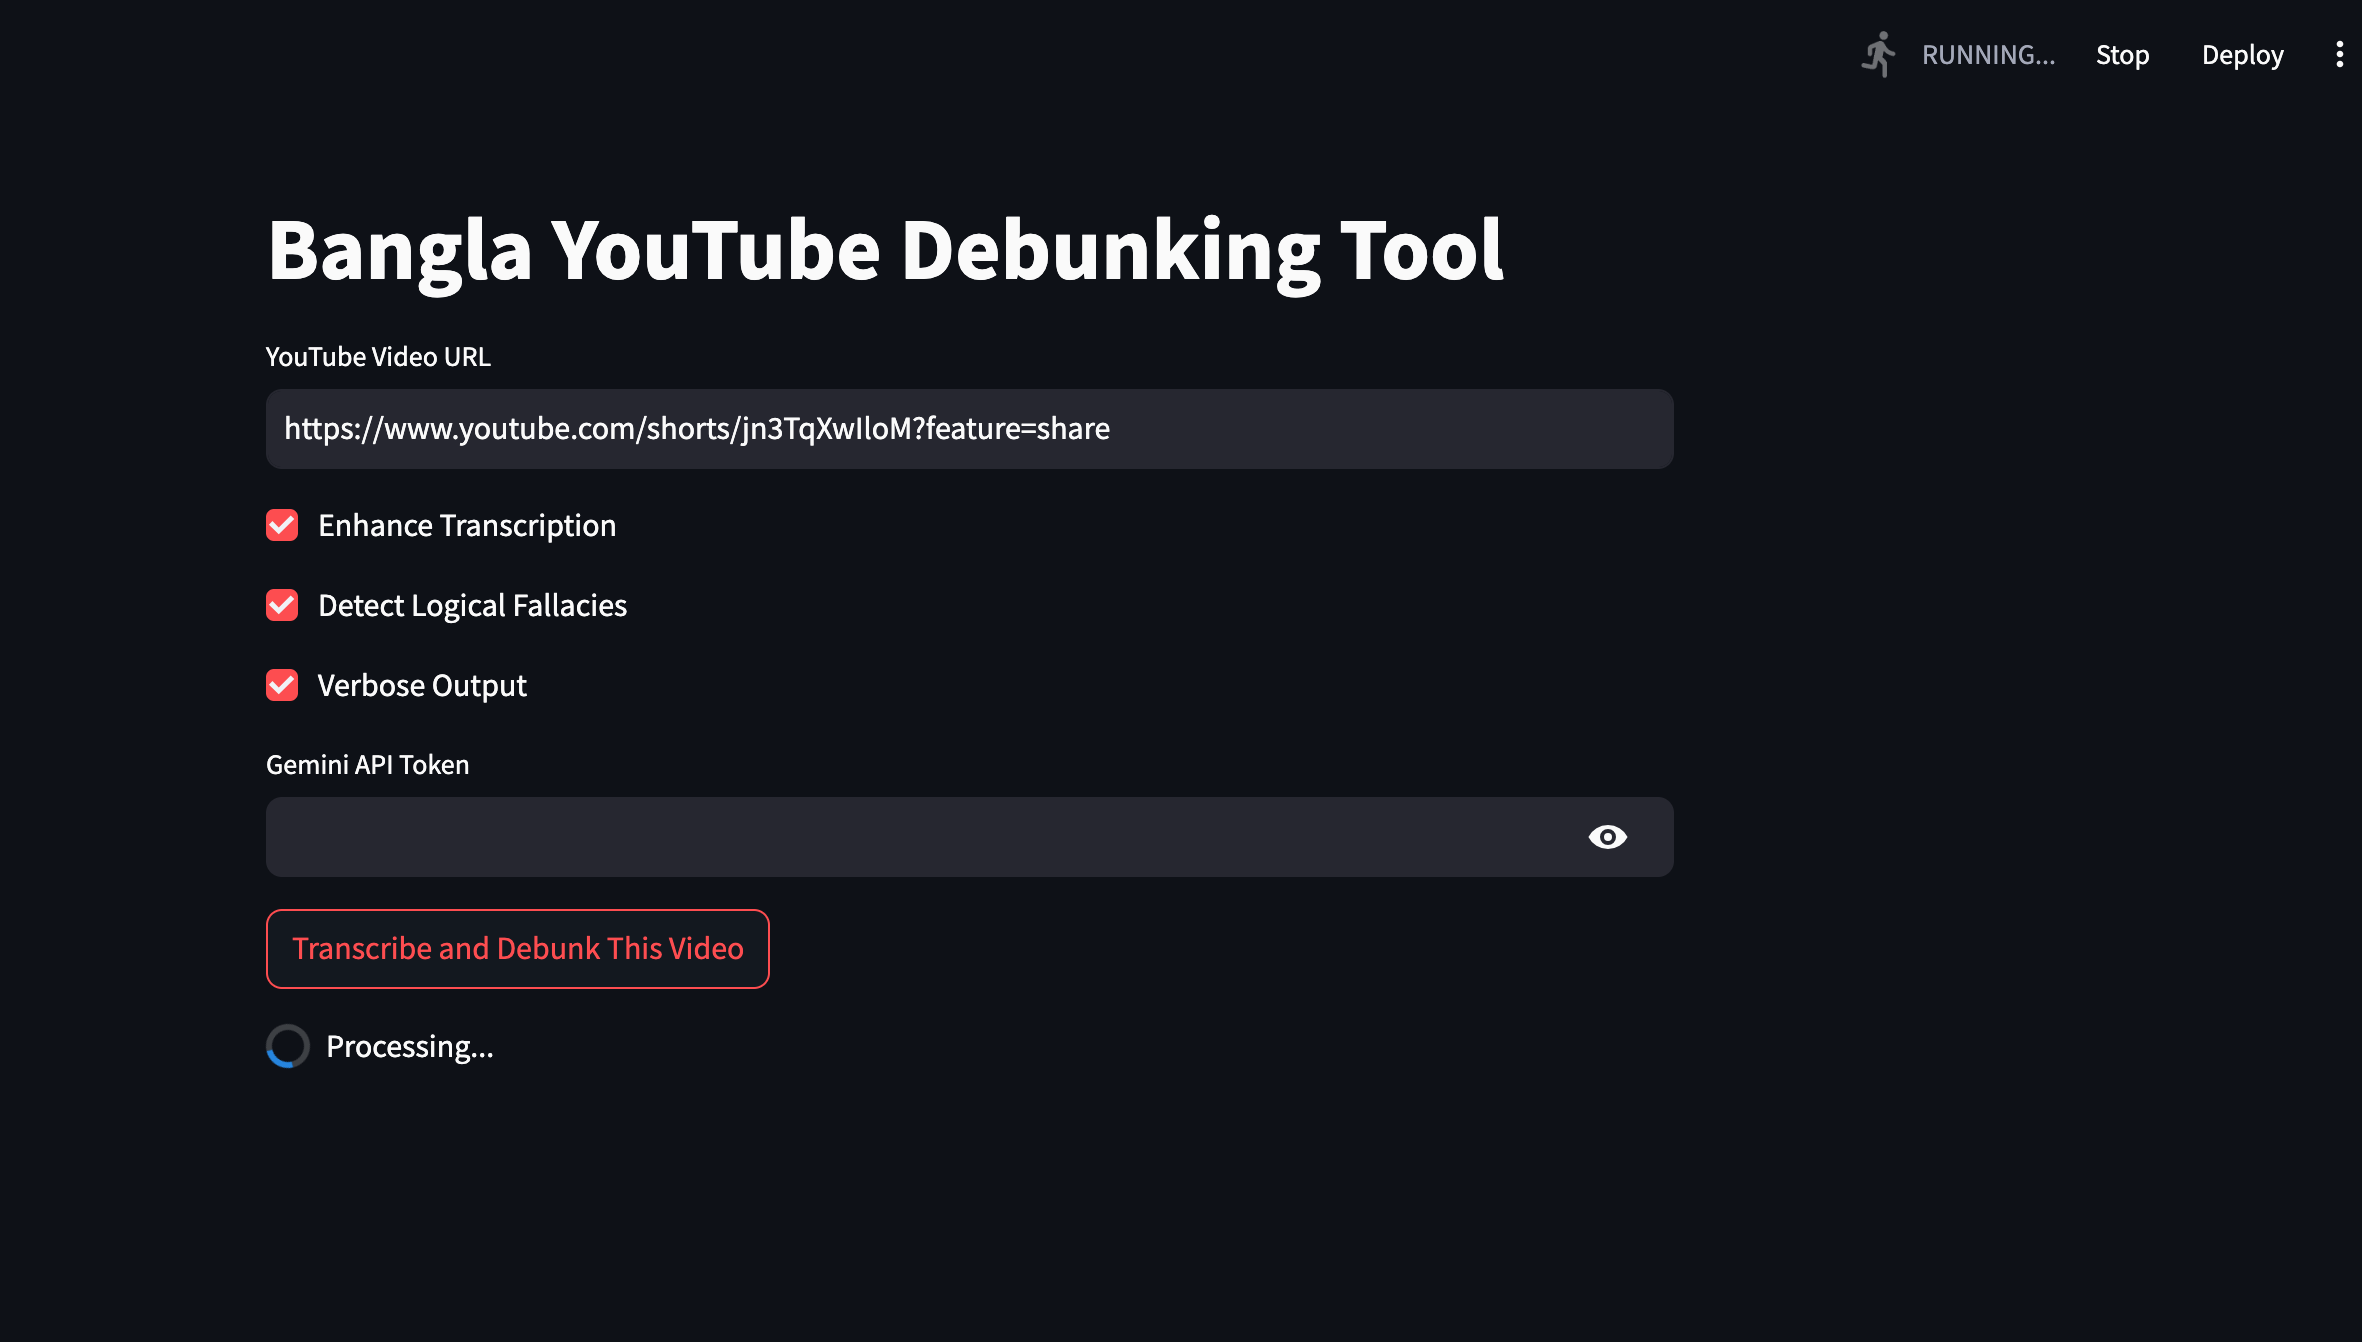 RUNNING... Stop Deploy
Bangla YouTube Debunking Tool
YouTube Video URL
https://www.youtube.com/shorts/jn3TqXwIloM?feature=share
Enhance Transcription
Detect Logical Fallacies
Verbose Output
Gemini API Token
Transcribe and Debunk This Video
Processing...